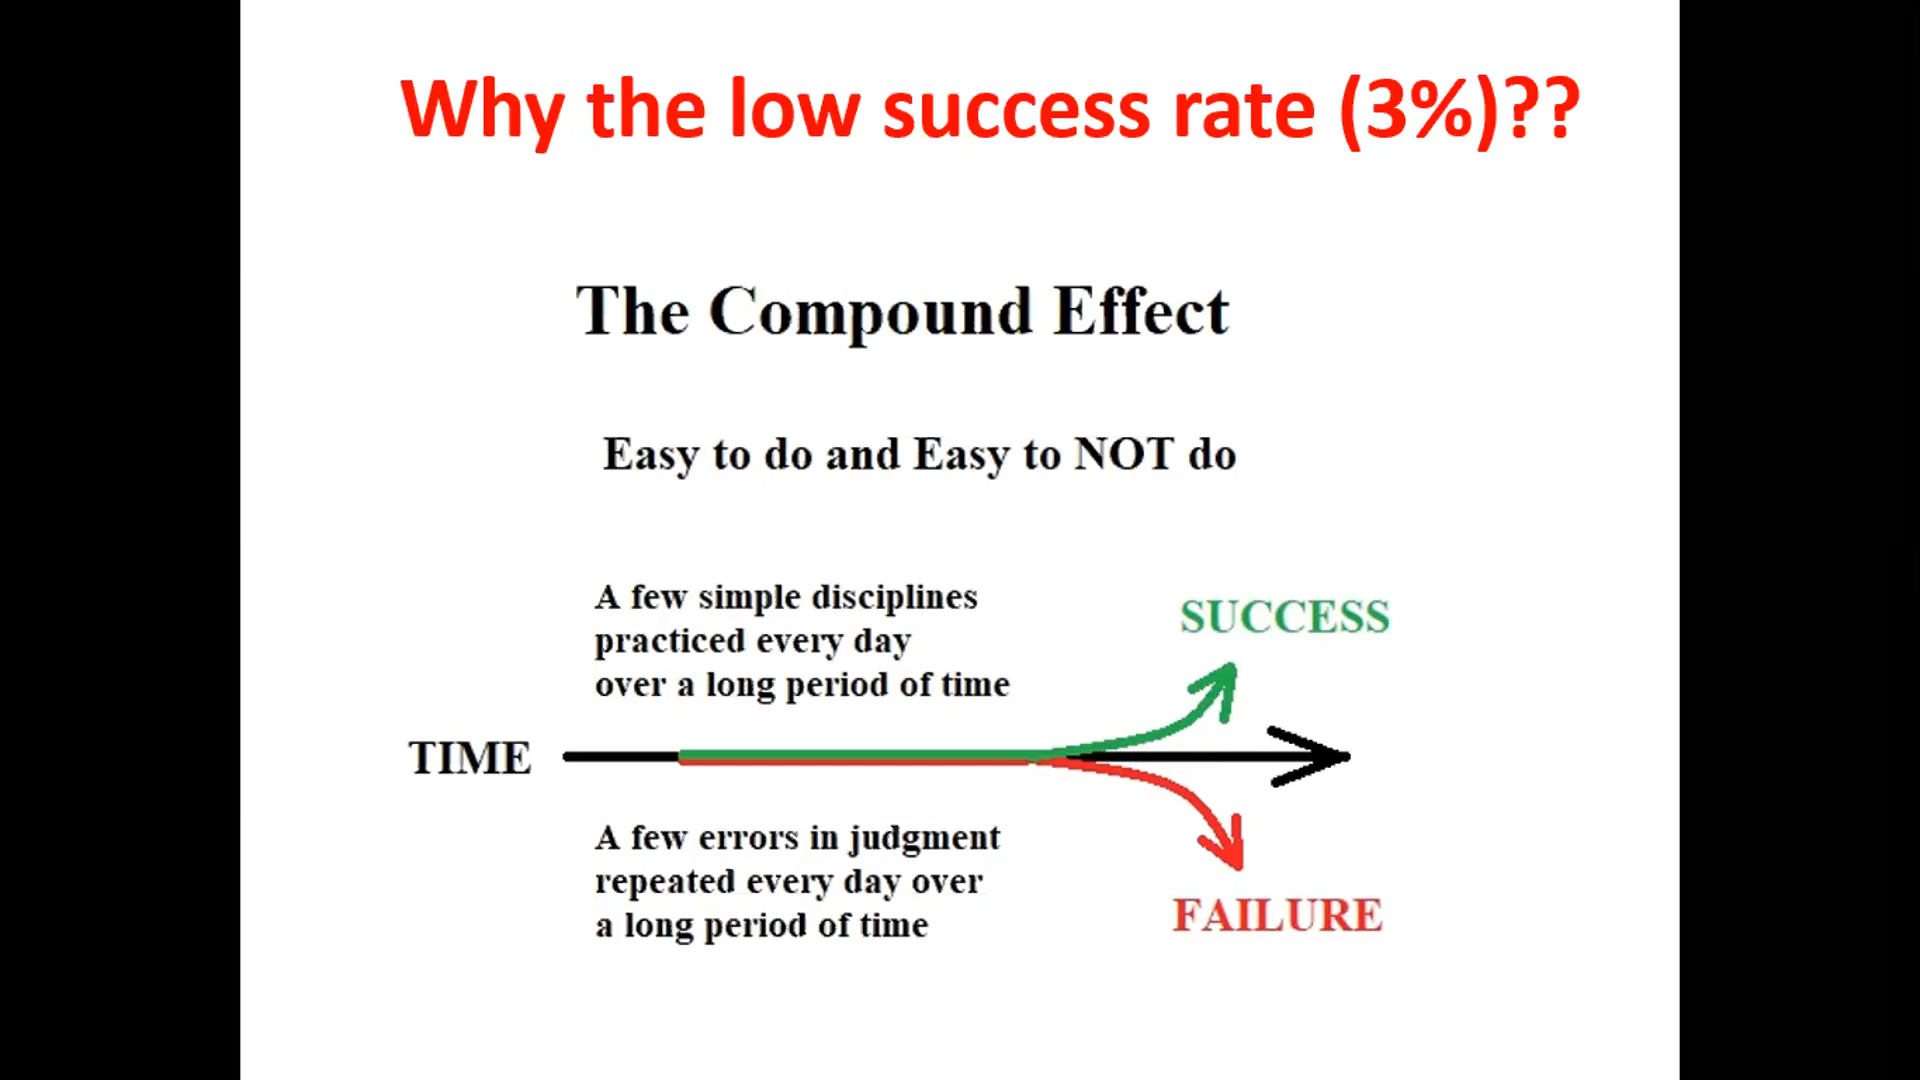 Why the low success rate (3%)??
The Compound Effect
Easy to do and Easy to NOT do
A few simple disciplines
practiced every day
over a long period of time
SUCCESS
TIME
A few errors in judgment
repeated every day over
a long period of time
FAILURE